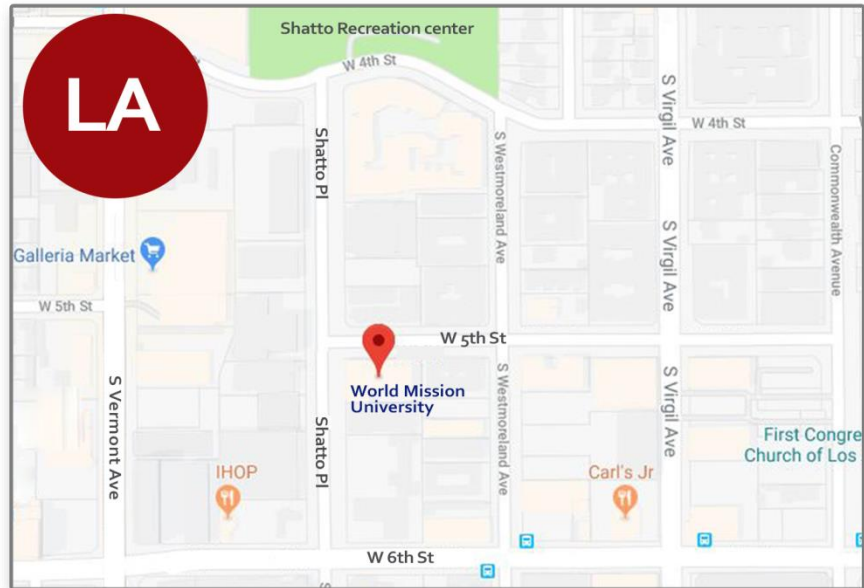 LA
Shatto Recreation center
W 4th St
W 4th St
Shatto Pl
S Westmoreland Ave
S Virgil Ave
Commonwealth Avenue
Galleria Market
S Virgil Ave
W 5th St
W 5th St
World Mission
University
S Vermont Ave
Shatto Pl
S Westmoreland Ave
S Virgil Ave
First Congre
Church of Los
IHOP
Carl's Jr
W 6th St